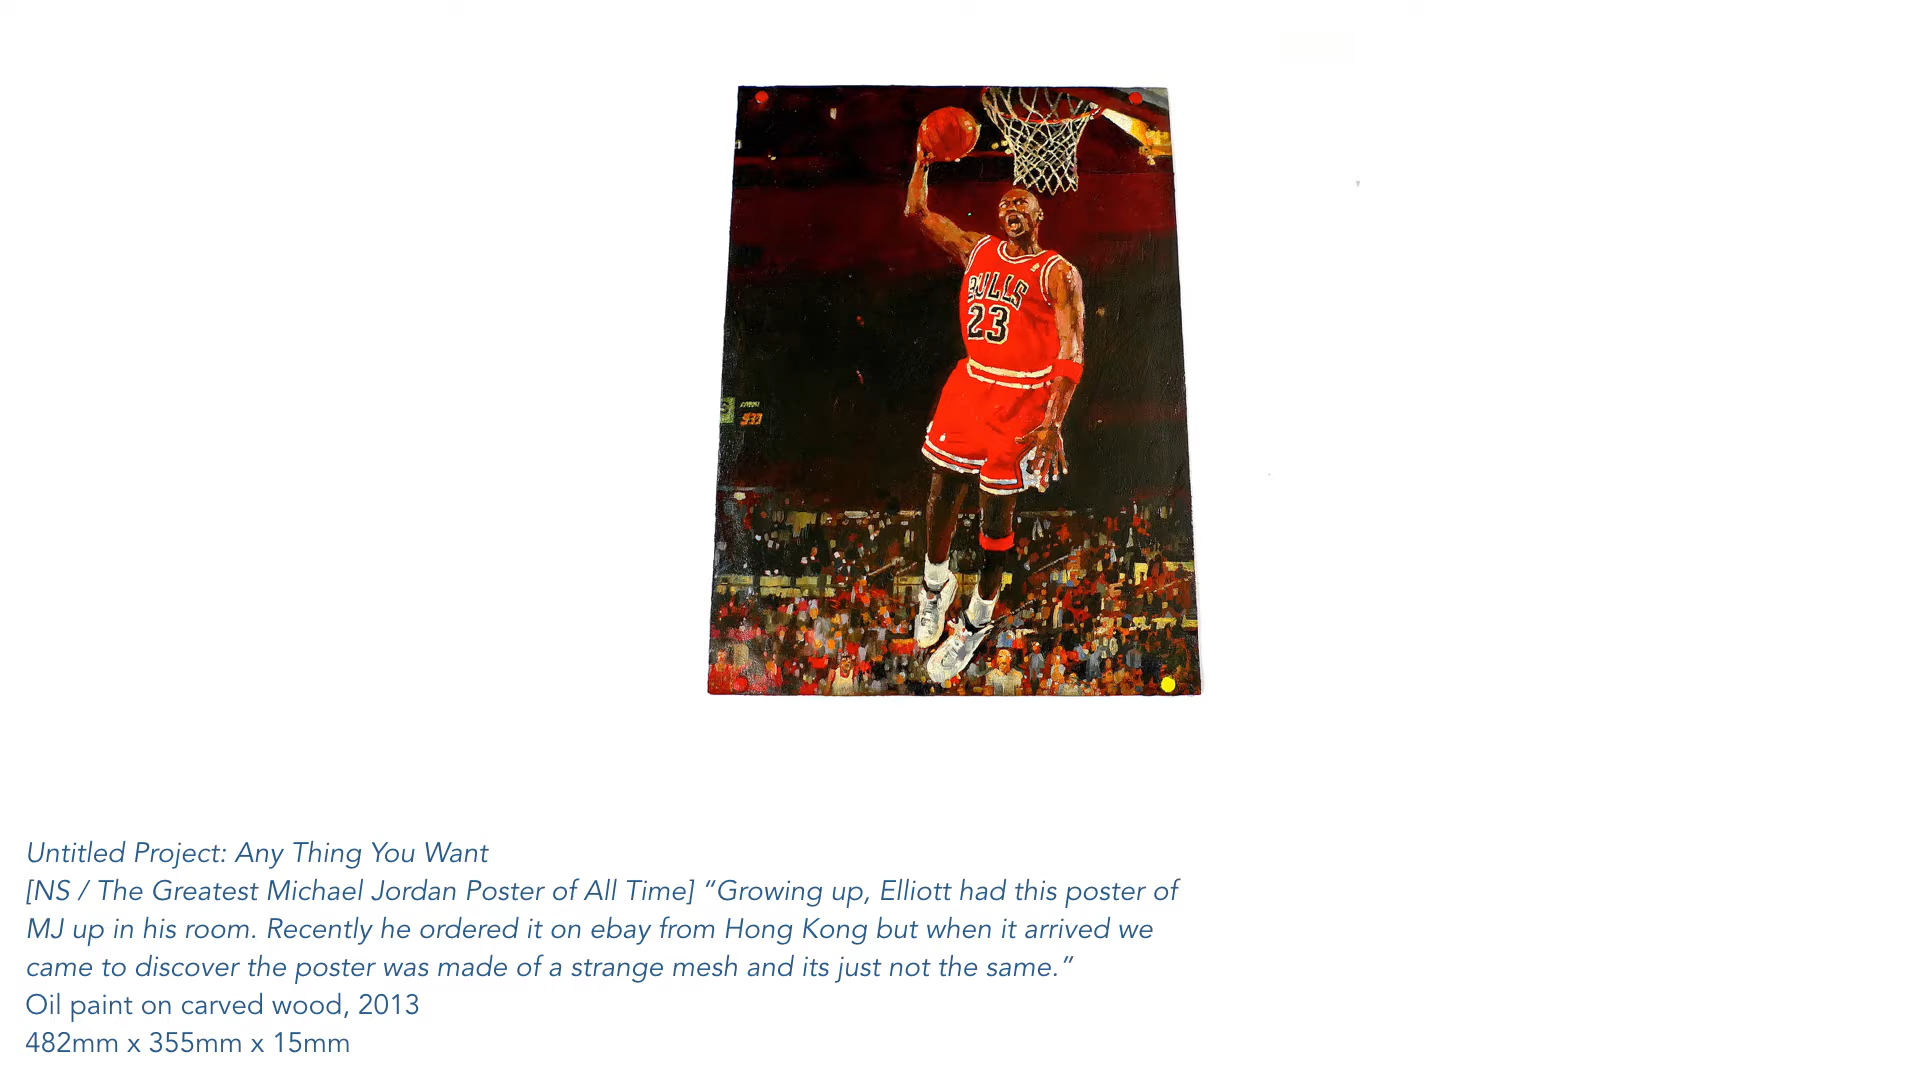 BULLS
23
Untitled Project: Any Thing You Want
[NS / The Greatest Michael Jordan Poster of All Time] “Growing up, Elliott had this poster of
MJ up in his room. Recently he ordered it on ebay from Hong Kong but when it arrived we
came to discover the poster was made of a strange mesh and its just not the same.”
Oil paint on carved wood, 2013
482mm x 355mm x 15mm